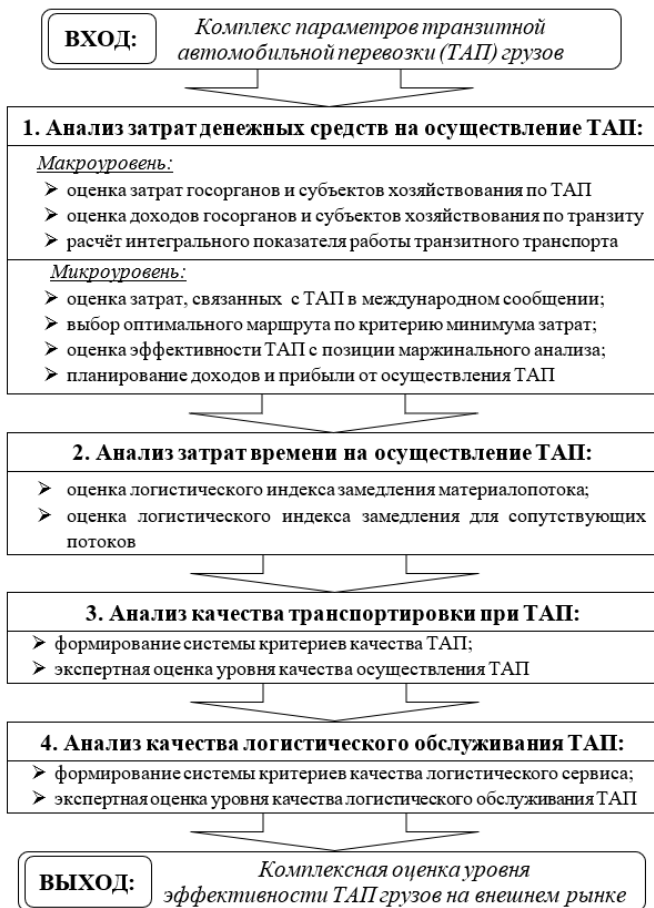 ВХОД:
Комплекс параметров транзитной
автомобильной перевозки (ТАП) грузов
1. Анализ затрат денежных средств на осуществление ТАП:
Макроуровень:
➢ оценка затрат госорганов и субъектов хозяйствования по ТАП
➢ оценка доходов госорганов и субъектов хозяйствования по транзиту
➢ расчёт интегрального показателя работы транзитного транспорта
Микроуровень:
➢ оценка затрат, связанных с ТАП в международном сообщении;
➢ выбор оптимального маршрута по критерию минимума затрат;
➢ оценка эффективности ТАП с позиции маржинального анализа;
➢ планирование доходов и прибыли от осуществления ТАП
2. Анализ затрат времени на осуществление ТАП:
➢ оценка логистического индекса замедления материалопотока;
➢ оценка логистического индекса замедления для сопутствующих
потоков
3. Анализ качества транспортировки при ТАП:
➢ формирование системы критериев качества ТАП;
➢ экспертная оценка уровня качества осуществления ТАП
4. Анализ качества логистического обслуживания ТАП:
➢ формирование системы критериев качества логистического сервиса;
➢ экспертная оценка уровня качества логистического обслуживания ТАП
ВЫХОД:
Комплексная оценка уровня
эффективности ТАП грузов на внешнем рынке